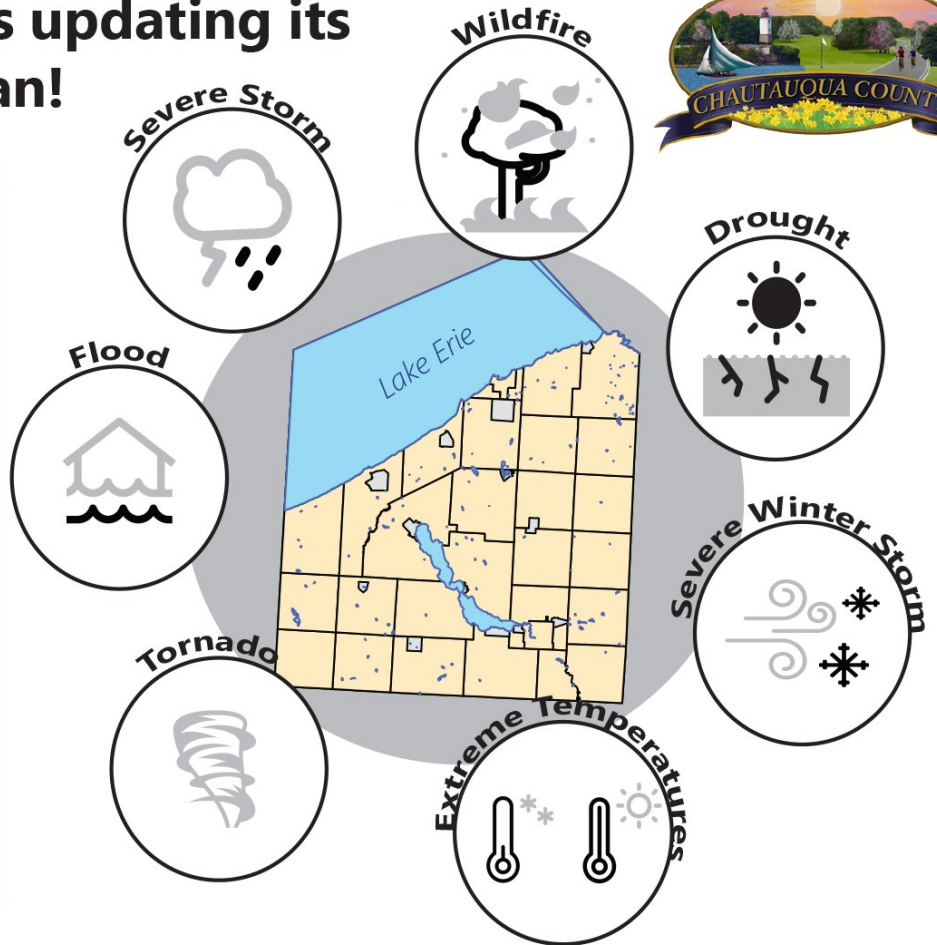 s updating its
an!
Wildfire
CHAUTAUQUA COUNT
Severe Storm
Drought
Lake Erie
Flood
Severe Winter Storm
Tornado
Extreme Temperatures